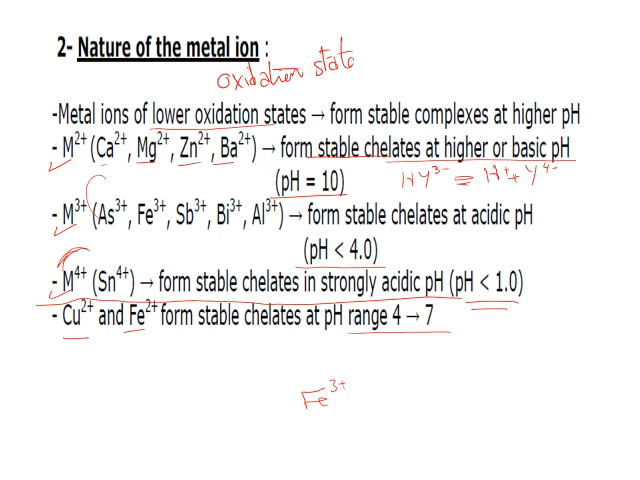 2- Nature of the metal ion :
oxidation state
-Metal ions of lower oxidation states → form stable complexes at higher pH
- M²⁺ (Ca²⁺, Mg²⁺, Zn²⁺, Ba²⁺) → form stable chelates at higher or basic pH
(pH = 10)
HY³⁻ = H⁺ + Y⁴⁻
- M³⁺ (As³⁺, Fe³⁺, Sb³⁺, Bi³⁺, Al³⁺) → form stable chelates at acidic pH
(pH < 4.0)
- M⁴⁺ (Sn⁴⁺) → form stable chelates in strongly acidic pH (pH < 1.0)
- Cu²⁺ and Fe²⁺ form stable chelates at pH range 4 → 7
Fe³⁺